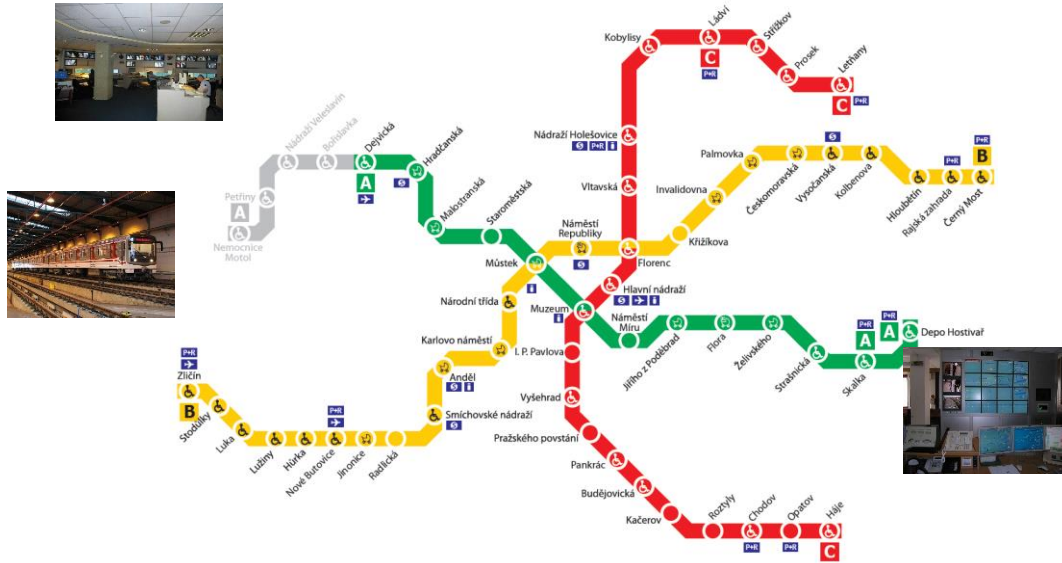 Kobylisy
Ládví
C
P+R
Střížkov
Prosek
Letňany
C
P+R
Nádraží Holešovice
S P+R i
Vltavská
Nádraží Veleslavín
Bořislavka
Petřiny
A
Nemocnice
Motol
Dejvická
A
Hradčanská
S
Malostranská
Staroměstská
Můstek
i
Náměstí
Republiky
S
Florenc
Křižíkova
Invalidovna
Palmovka
Českomoravská
S
Vysočanská
Kolbenova
Hloubětín
P+R
Rajská zahrada
P+R
B
Černý Most
Hlavní nádraží
S i
Muzeum
i
Náměstí
Míru
Jiřího z Poděbrad
Flora
Želivského
Strašnická
P+R
A
Skalka
P+R
A
Depo Hostivař
Národní třída
Karlovo náměstí
Anděl
S i
Smíchovské nádraží
S
Radlická
Jinonice
P+R
Nové Butovice
Hůrka
Lužiny
Luka
Stodůlky
P+R
Zličín
B
I. P. Pavlova
Vyšehrad
Pražského povstání
Pankrác
Budějovická
Kačerov
Roztyly
Chodov
P+R
Opatov
P+R
Háje
C